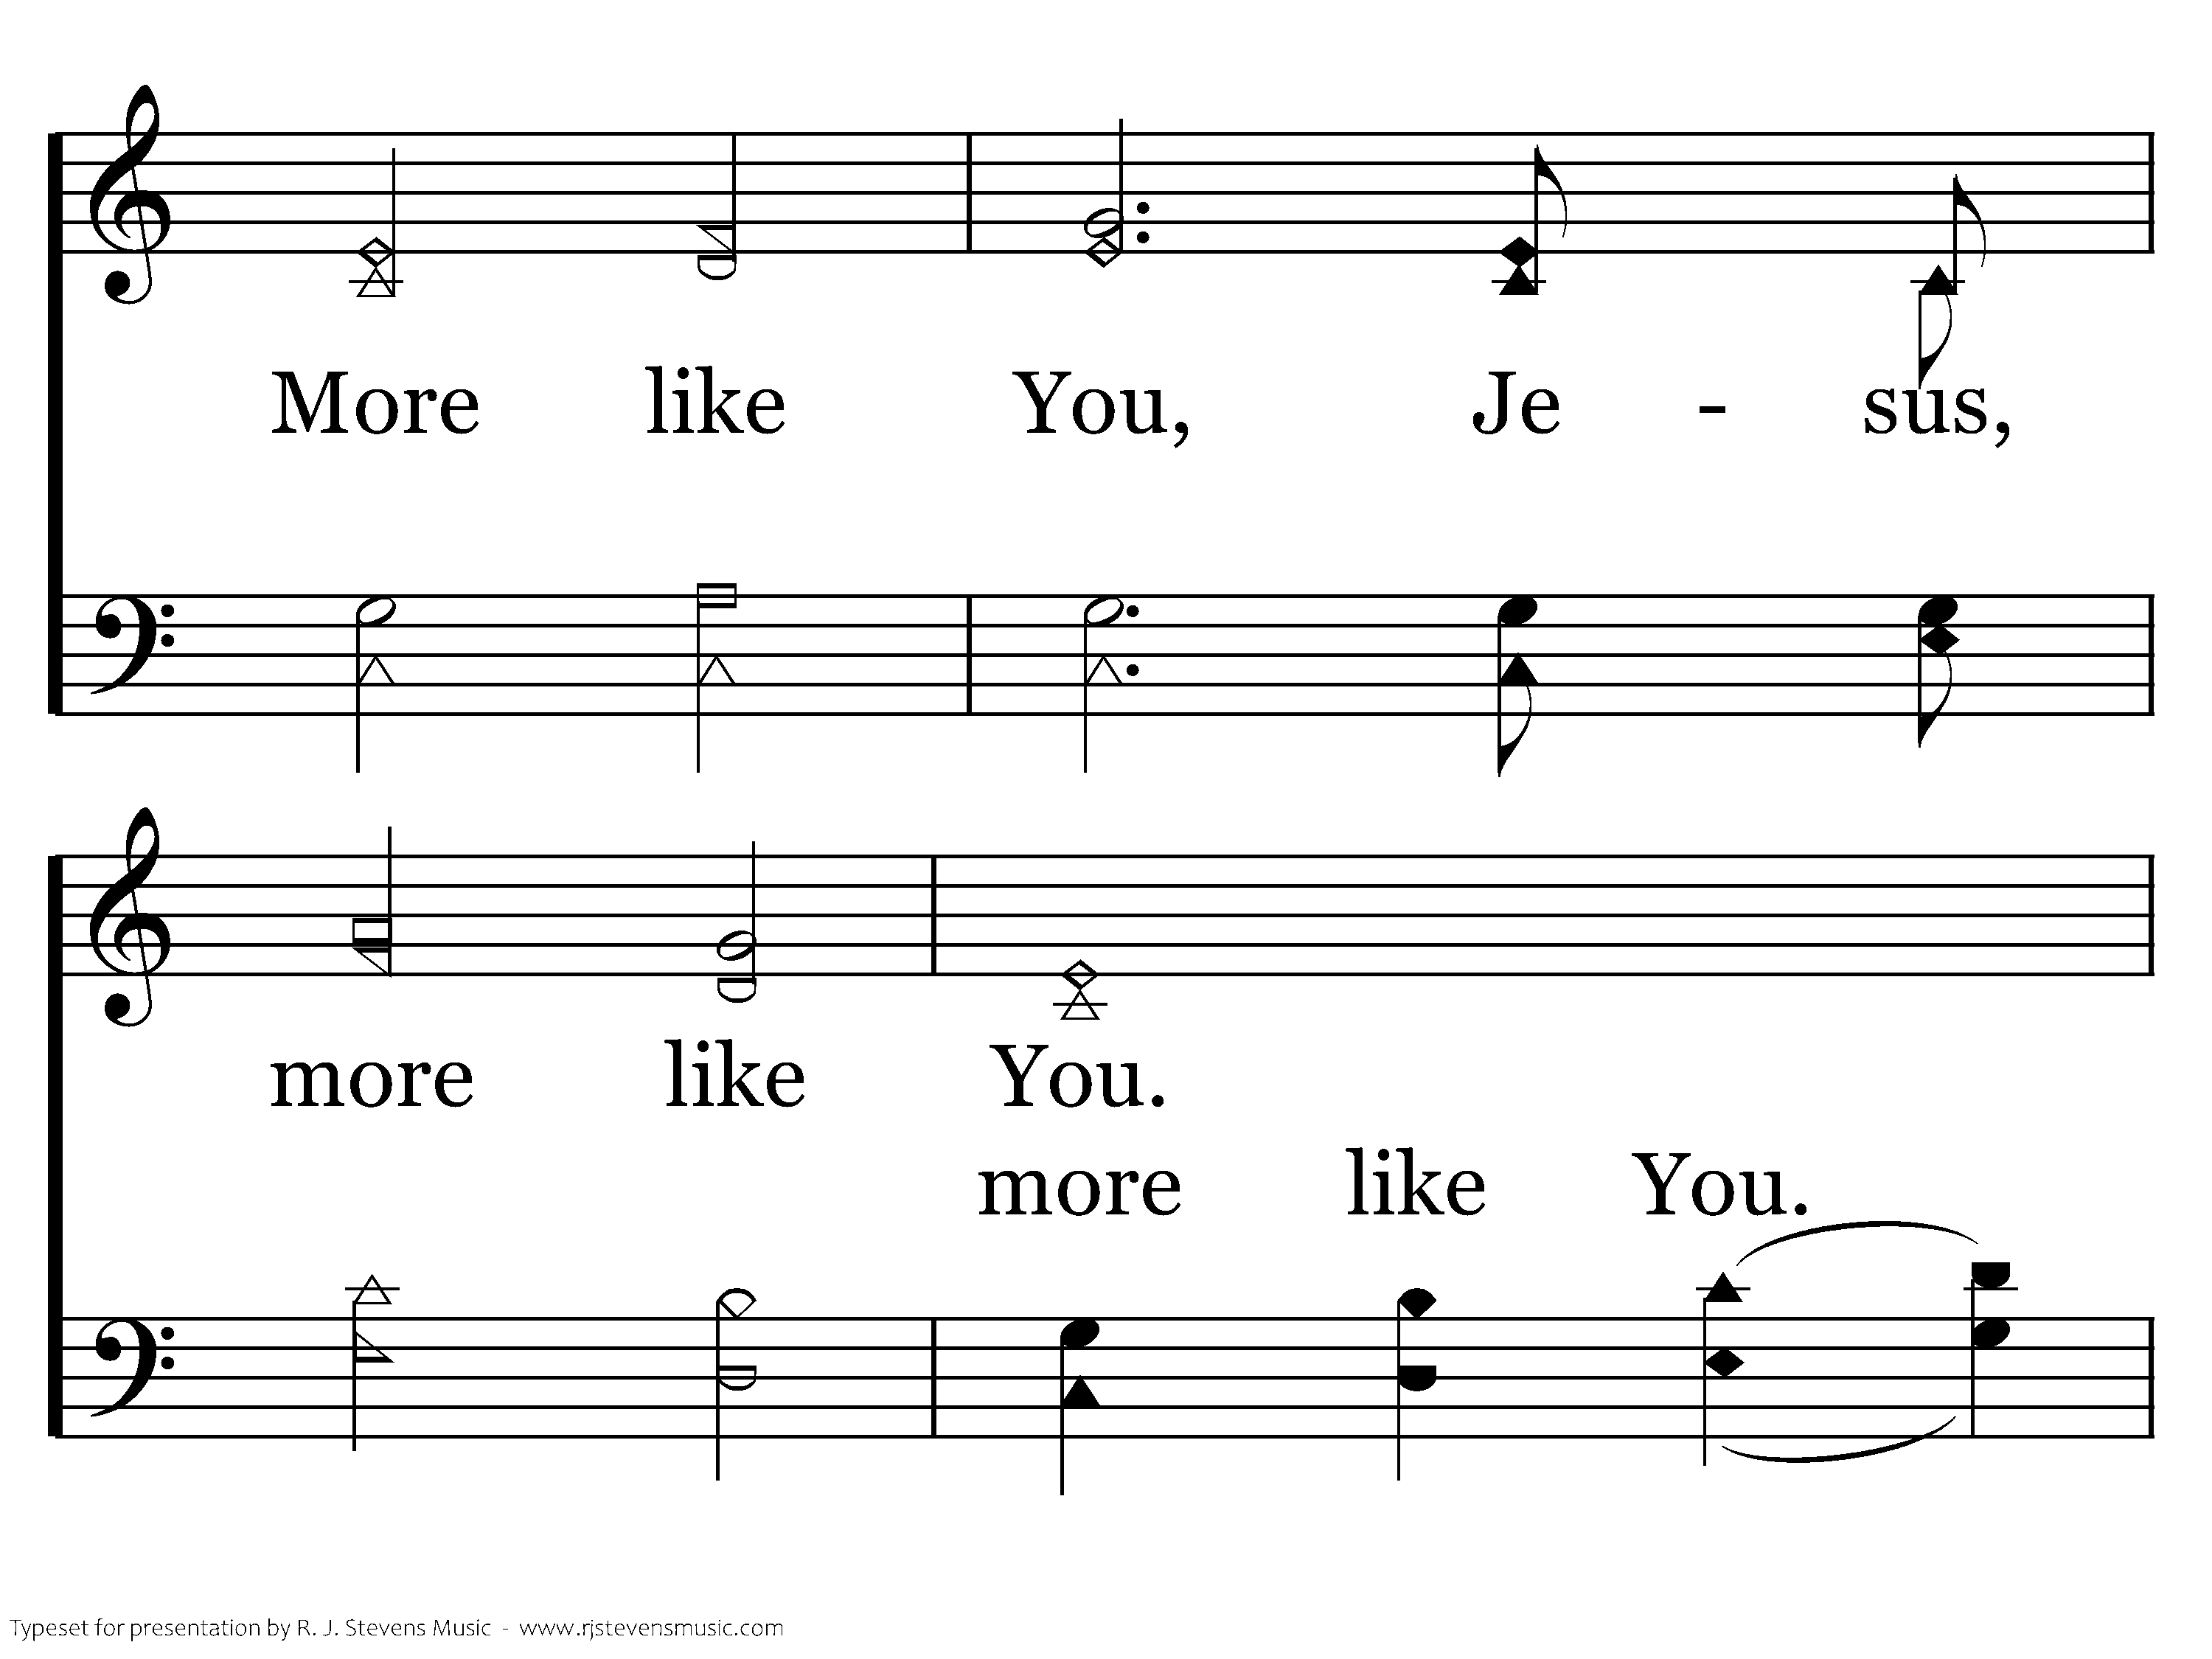 More like You, Je - sus,
more like You.
more like You.
Typeset for presentation by R. J. Stevens Music - www.rjstevensmusic.com